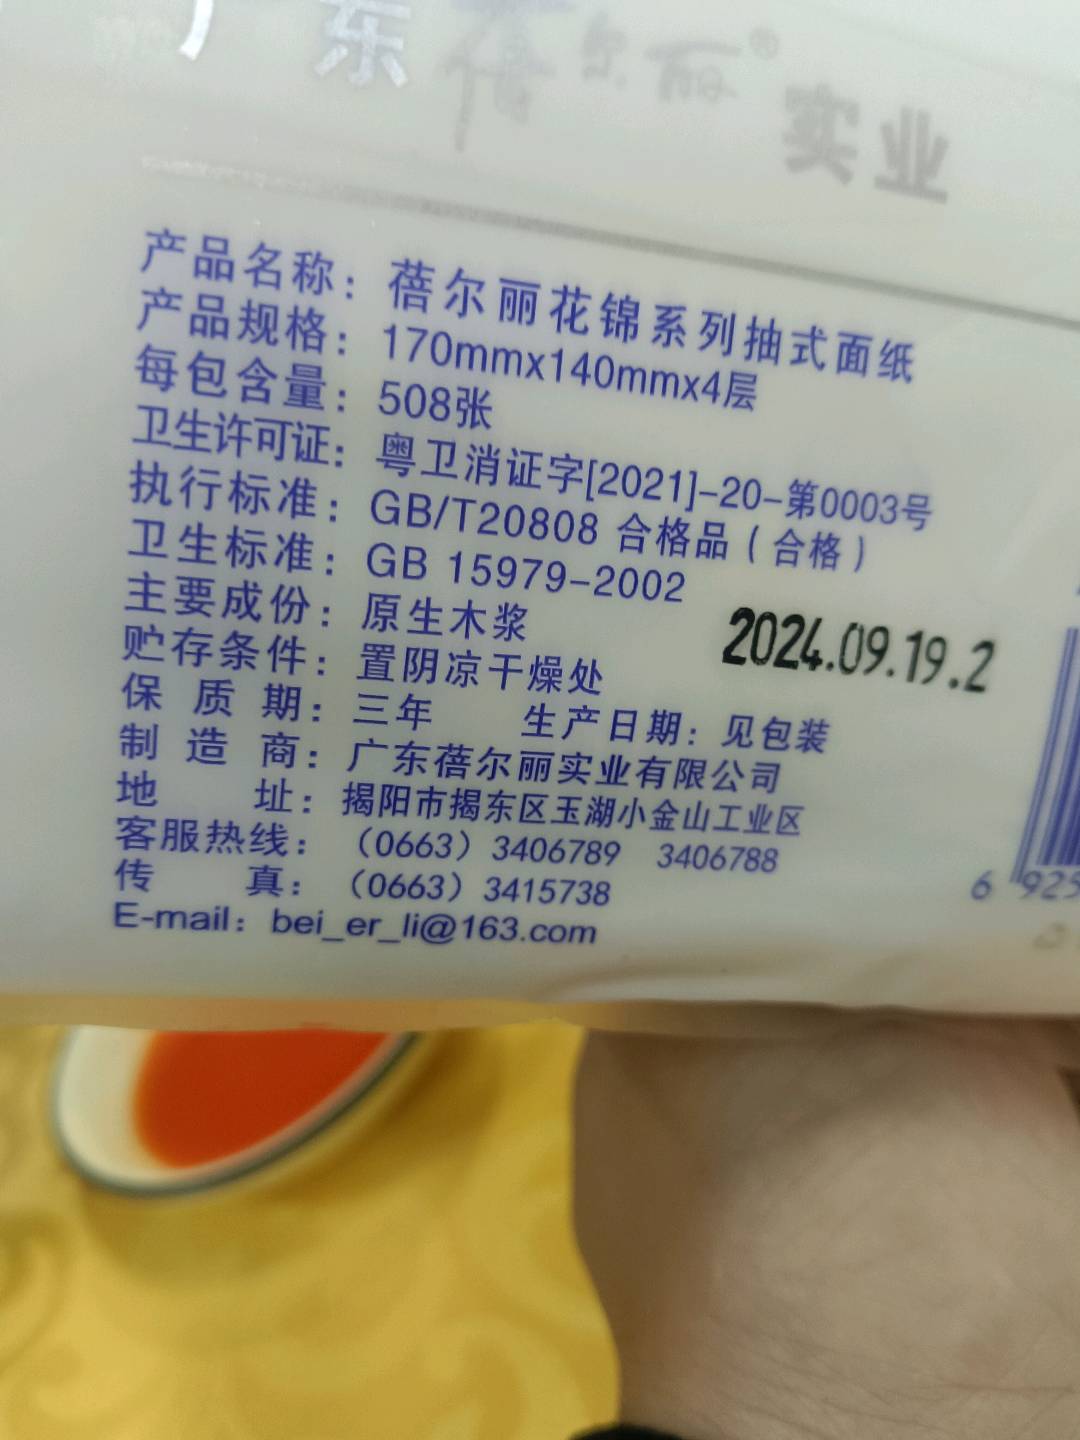 广东蓓尔丽®实业
产品名称：蓓尔丽花锦系列抽式面纸
产品规格：170mmx140mmx4层
每包含量：508张
卫生许可证：粤卫消证字[2021]-20-第0003号
执行标准：GB/T20808 合格品（合格）
卫生标准：GB 15979-2002
主要成份：原生木浆
2024.09.19.2
贮存条件：置阴凉干燥处
保质期：三年 生产日期：见包装
制造商：广东蓓尔丽实业有限公司
地址：揭阳市揭东区玉湖小金山工业区
客服热线：（0663）3406789 3406788
传真：（0663）3415738
E-mail：bei_er_li@163.com
6 925